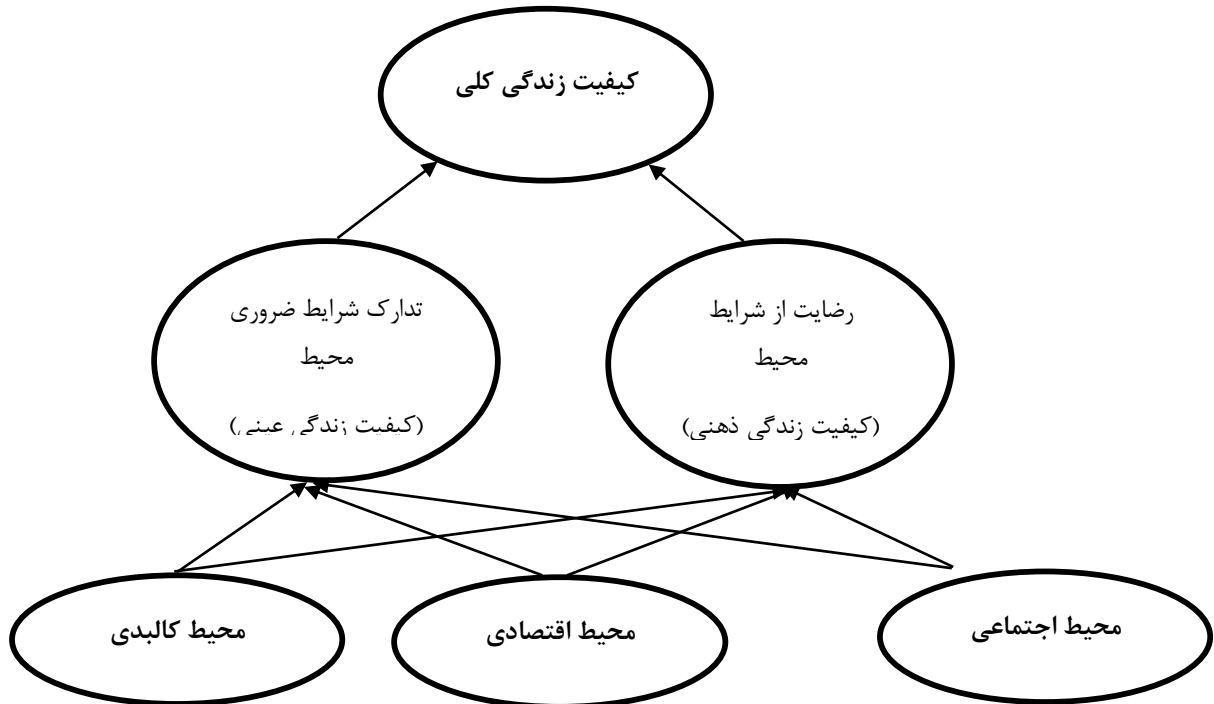 کیفیت زندگی کلی
رضایت از شرایط
محیط
(کیفیت زندگی ذهنی)
تدارک شرایط ضروری
محیط
(کیفیت زندگی عینی)
محیط اجتماعی
محیط اقتصادی
محیط کالبدی